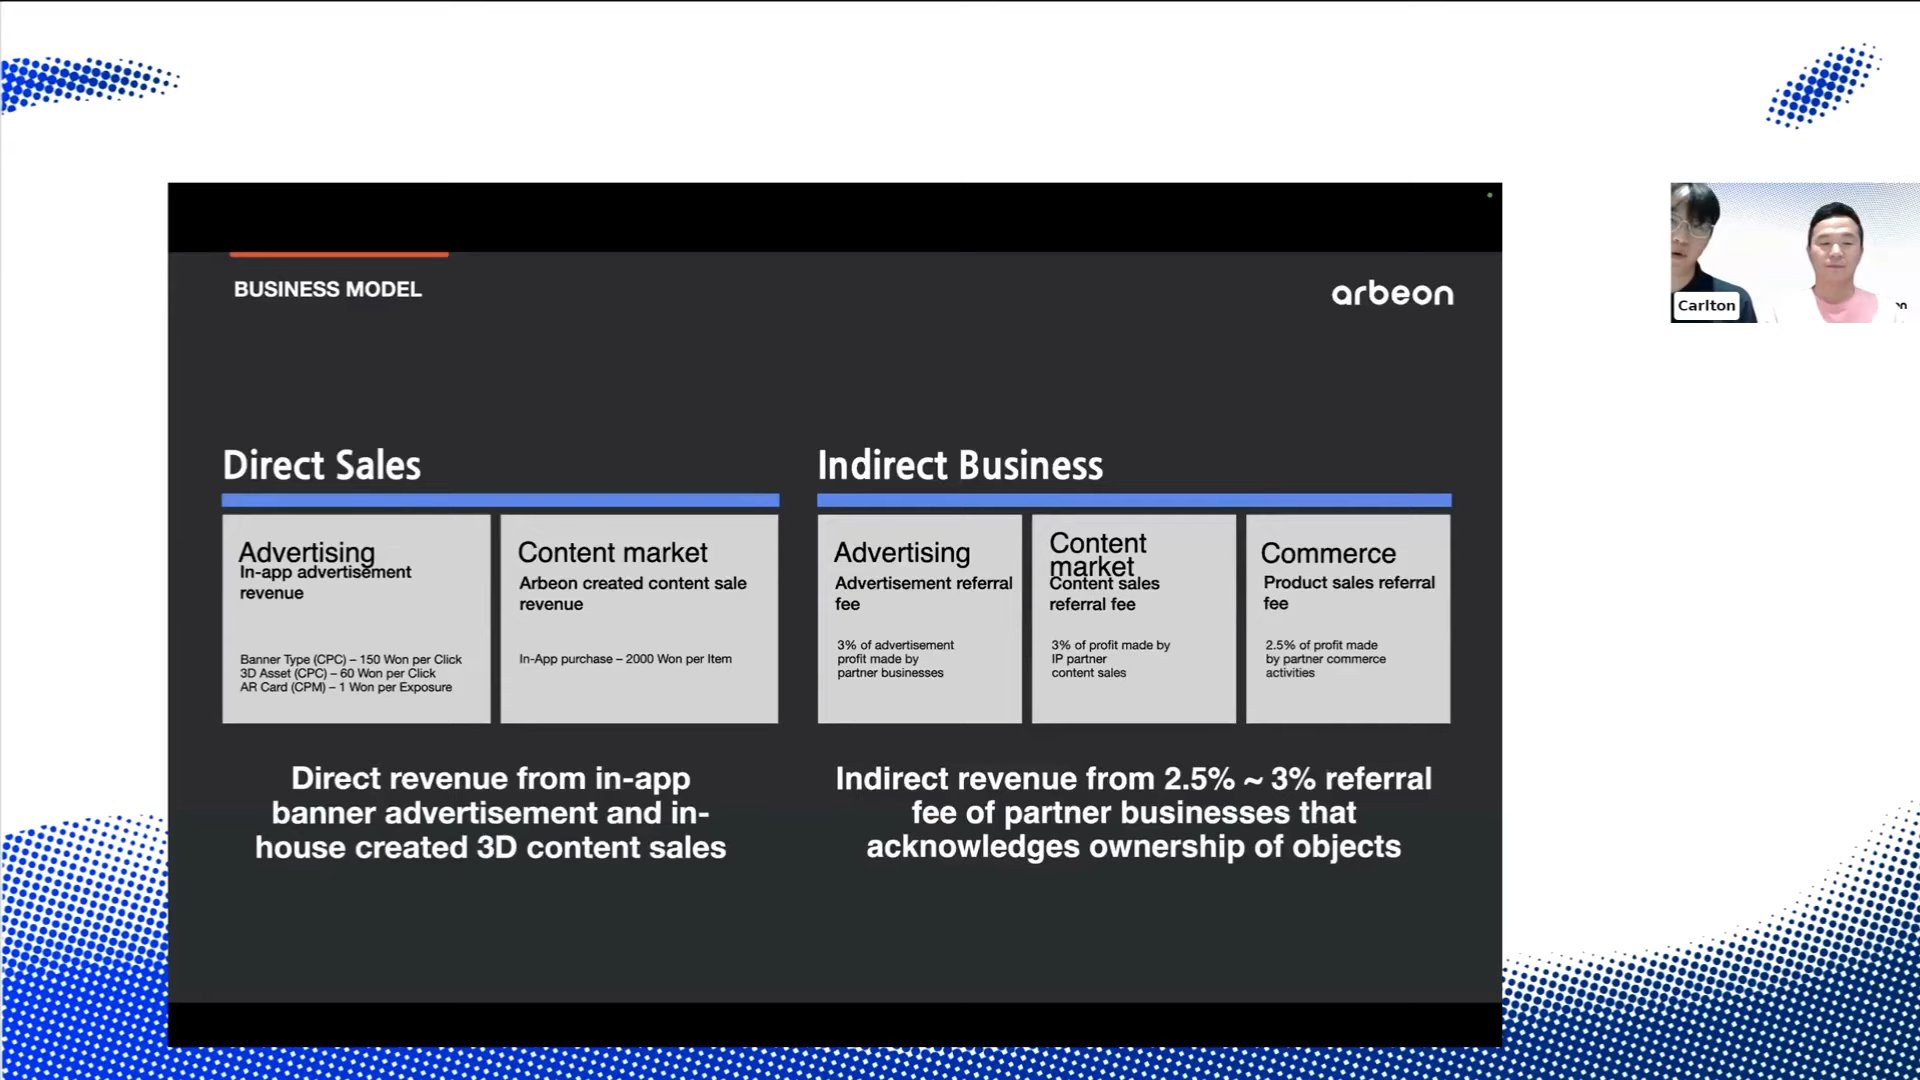 BUSINESS MODEL
arbeon
Carlton
Direct Sales
Advertising
In-app advertisement
revenue
Banner Type (CPC) – 150 Won per Click
3D Asset (CPC) – 60 Won per Click
AR Card (CPM) – 1 Won per Exposure
Content market
Arbeon created content sale
revenue
In-App purchase – 2000 Won per Item
Direct revenue from in-app
banner advertisement and in-
house created 3D content sales
Indirect Business
Advertising
Advertisement referral
fee
3% of advertisement
profit made by
partner businesses
Content
market
Content sales
referral fee
3% of profit made by
IP partner
content sales
Commerce
Product sales referral
fee
2.5% of profit made
by partner commerce
activities
Indirect revenue from 2.5% ~ 3% referral
fee of partner businesses that
acknowledges ownership of objects